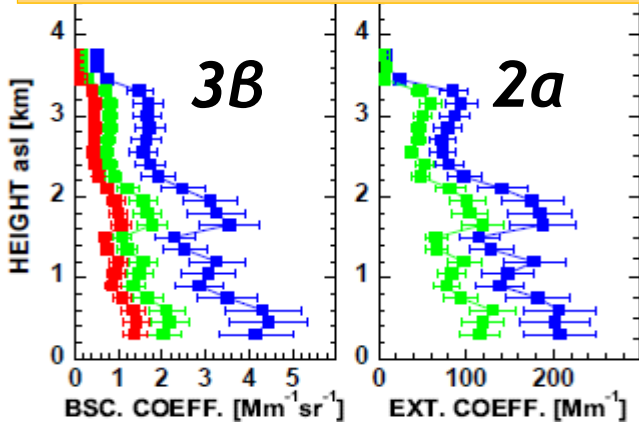 3β 2α
HEIGHT asl [km]
4 4
3 3
2 2
1 1
0 0
0 1 2 3 4 5 0 100 200
BSC. COEFF. [Mm⁻¹sr⁻¹] EXT. COEFF. [Mm⁻¹]